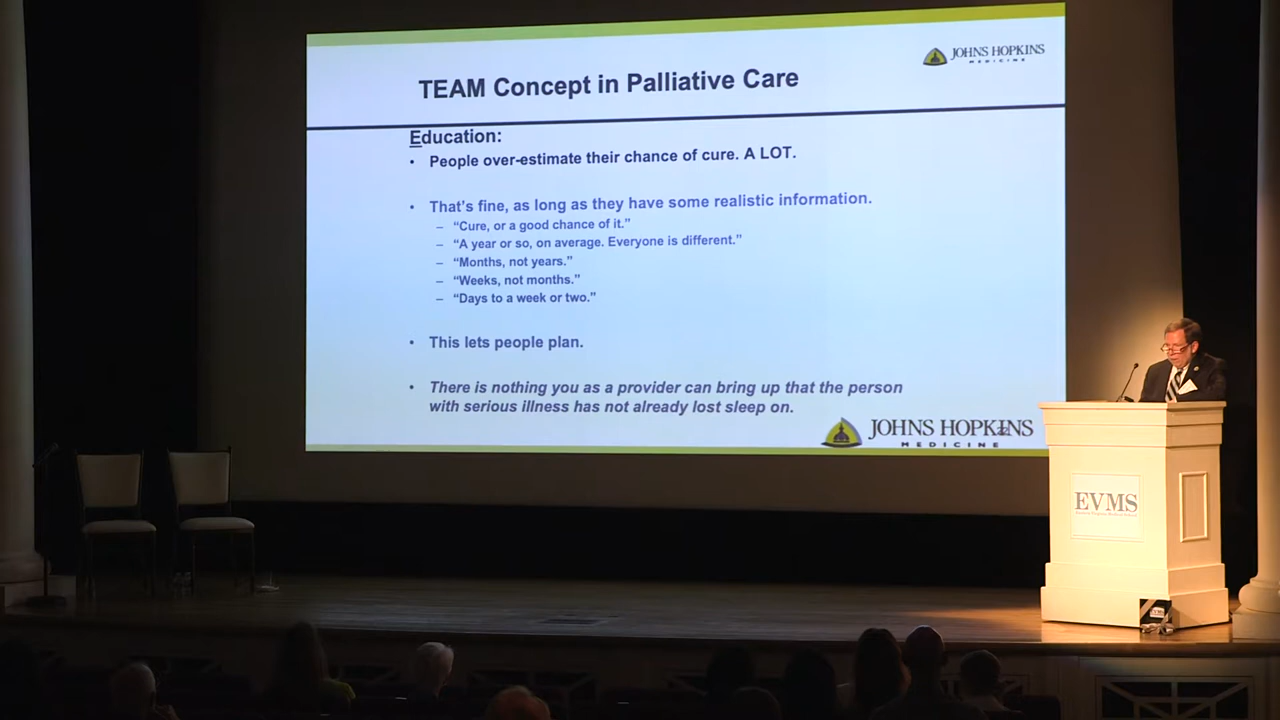 JOHNS HOPKINS
MEDICINE
TEAM Concept in Palliative Care
Education:
• People over-estimate their chance of cure. A LOT.
• That's fine, as long as they have some realistic information.
– “Cure, or a good chance of it.”
– “A year or so, on average. Everyone is different.”
– “Months, not years.”
– “Weeks, not months.”
– “Days to a week or two.”
• This lets people plan.
• There is nothing you as a provider can bring up that the person
with serious illness has not already lost sleep on.
JOHNS HOPKINS
MEDICINE
EVMS
EVMS